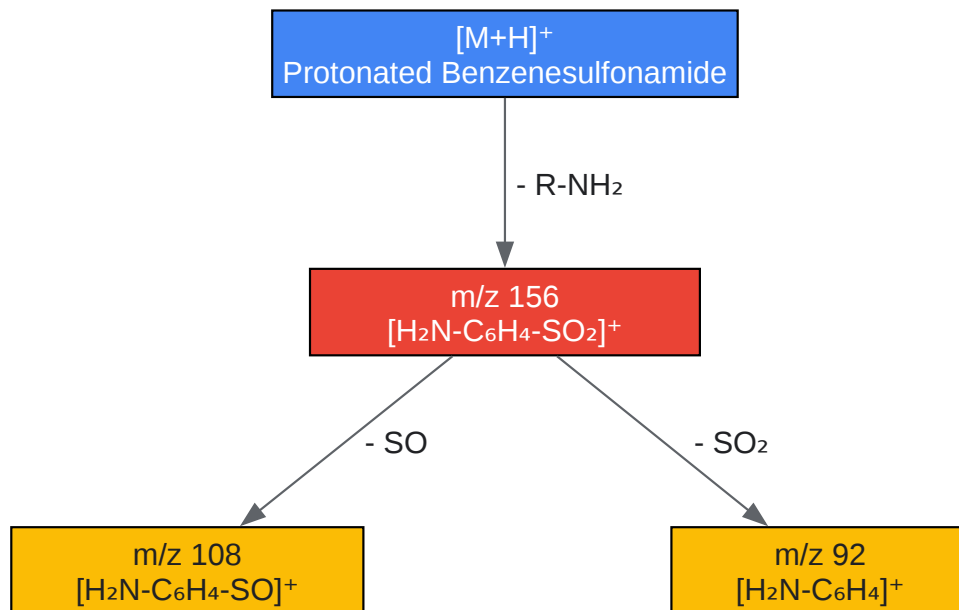 [M+H]⁺
Protonated Benzenesulfonamide
- R-NH₂
m/z 156
[H₂N-C₆H₄-SO₂]⁺
- SO
- SO₂
m/z 108
[H₂N-C₆H₄-SO]⁺
m/z 92
[H₂N-C₆H₄]⁺